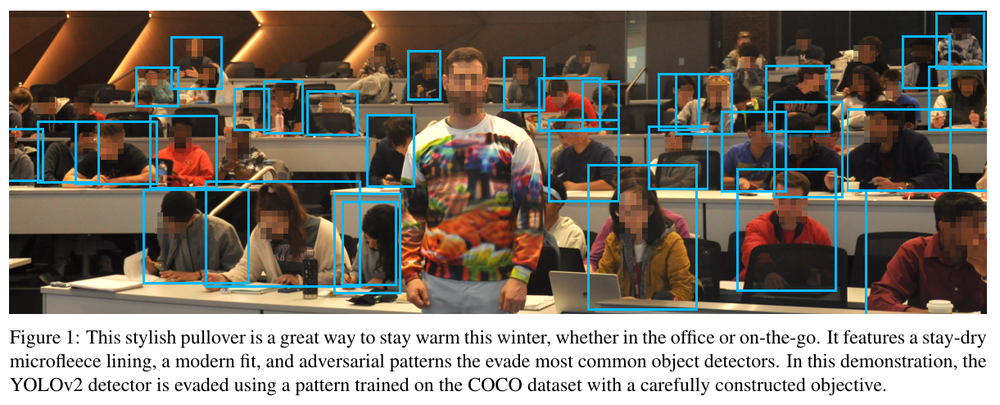 Figure 1: This stylish pullover is a great way to stay warm this winter, whether in the office or on-the-go. It features a stay-dry
microfleece lining, a modern fit, and adversarial patterns the evade most common object detectors. In this demonstration, the
YOLOv2 detector is evaded using a pattern trained on the COCO dataset with a carefully constructed objective.